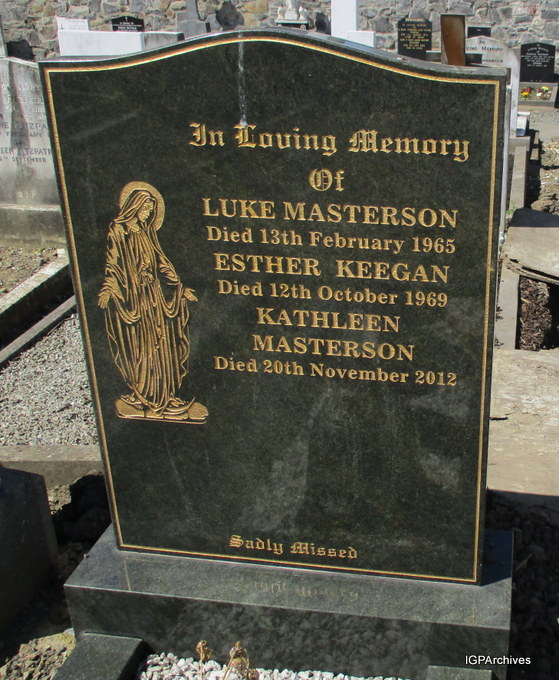 In Loving Memory
Of
LUKE MASTERSON
Died 13th February 1965
ESTHER KEEGAN
Died 12th October 1969
KATHLEEN
MASTERSON
Died 20th November 2012
Sadly Missed
IGPArchives